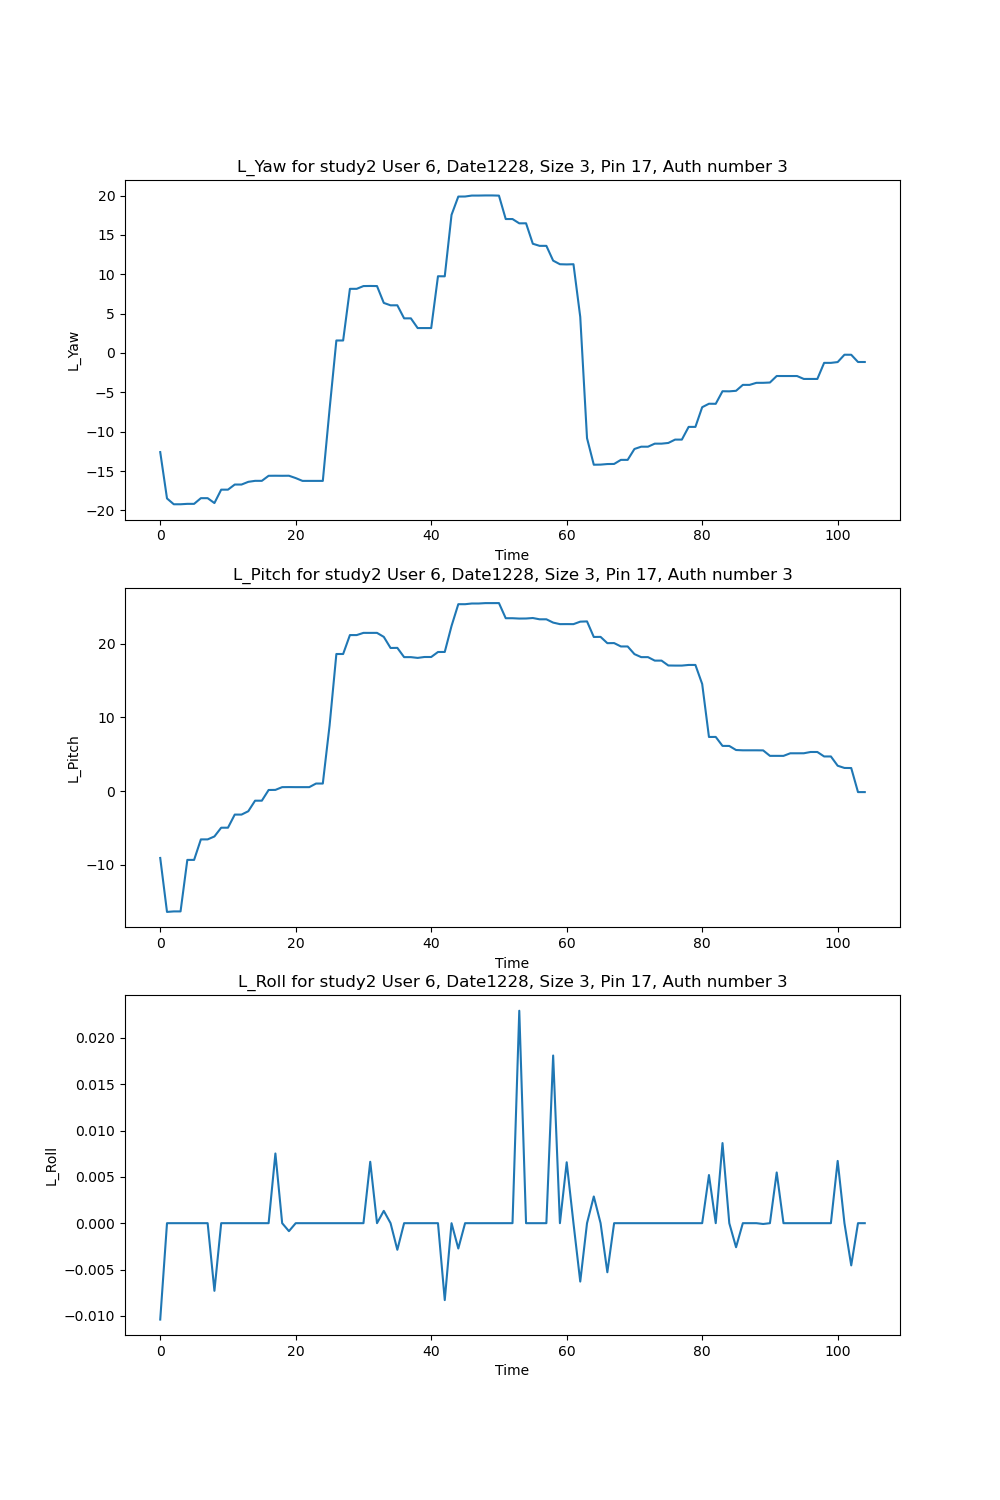 L_Yaw for study2 User 6, Date1228, Size 3, Pin 17, Auth number 3
20
15
10
5
0
−5
−10
−15
−20
L_Yaw
0 20 40 60 80 100
Time
L_Pitch for study2 User 6, Date1228, Size 3, Pin 17, Auth number 3
20
10
0
−10
L_Pitch
0 20 40 60 80 100
Time
L_Roll for study2 User 6, Date1228, Size 3, Pin 17, Auth number 3
0.020
0.015
0.010
0.005
0.000
−0.005
−0.010
L_Roll
0 20 40 60 80 100
Time